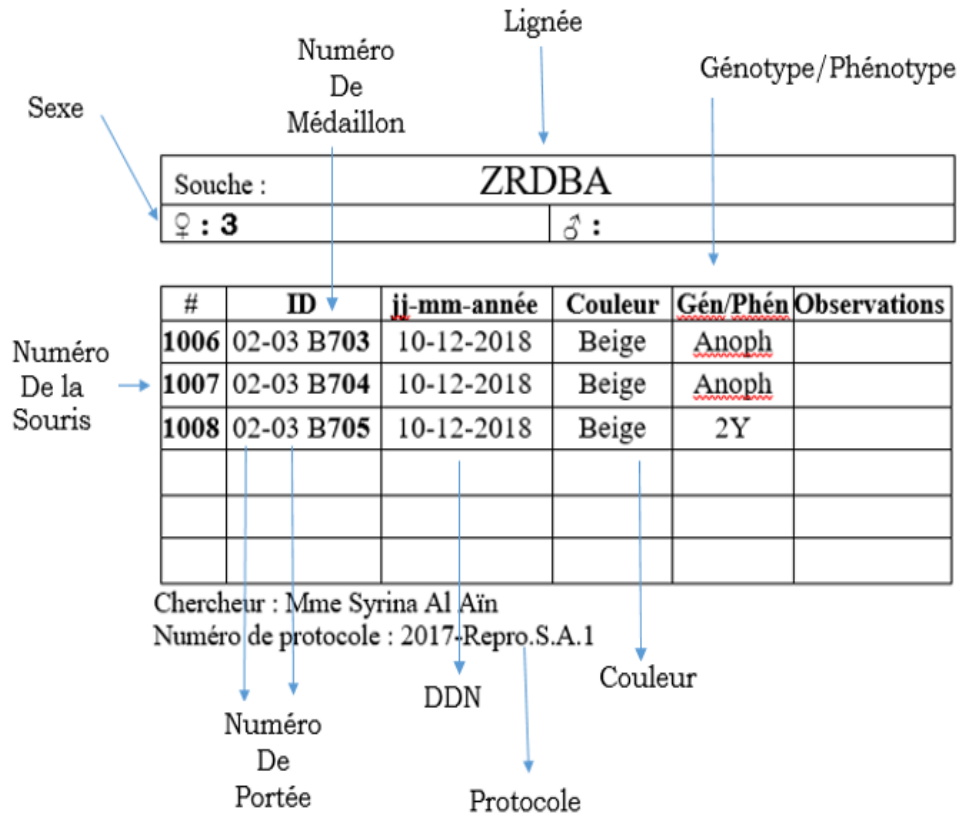 Lignée
Numéro
De
Médaillon
Génotype/Phénotype
Sexe
Souche : ZRDBA
♀ : 3 ♂ :
# ID jj-mm-année Couleur Gén/Phén Observations
1006 02-03 B703 10-12-2018 Beige Anoph
1007 02-03 B704 10-12-2018 Beige Anoph
1008 02-03 B705 10-12-2018 Beige 2Y
Numéro
De la
Souris
Chercheur : Mme Syrina Al Aïn
Numéro de protocole : 2017-Repro.S.A.1
Numéro
De
Portée
DDN
Couleur
Protocole